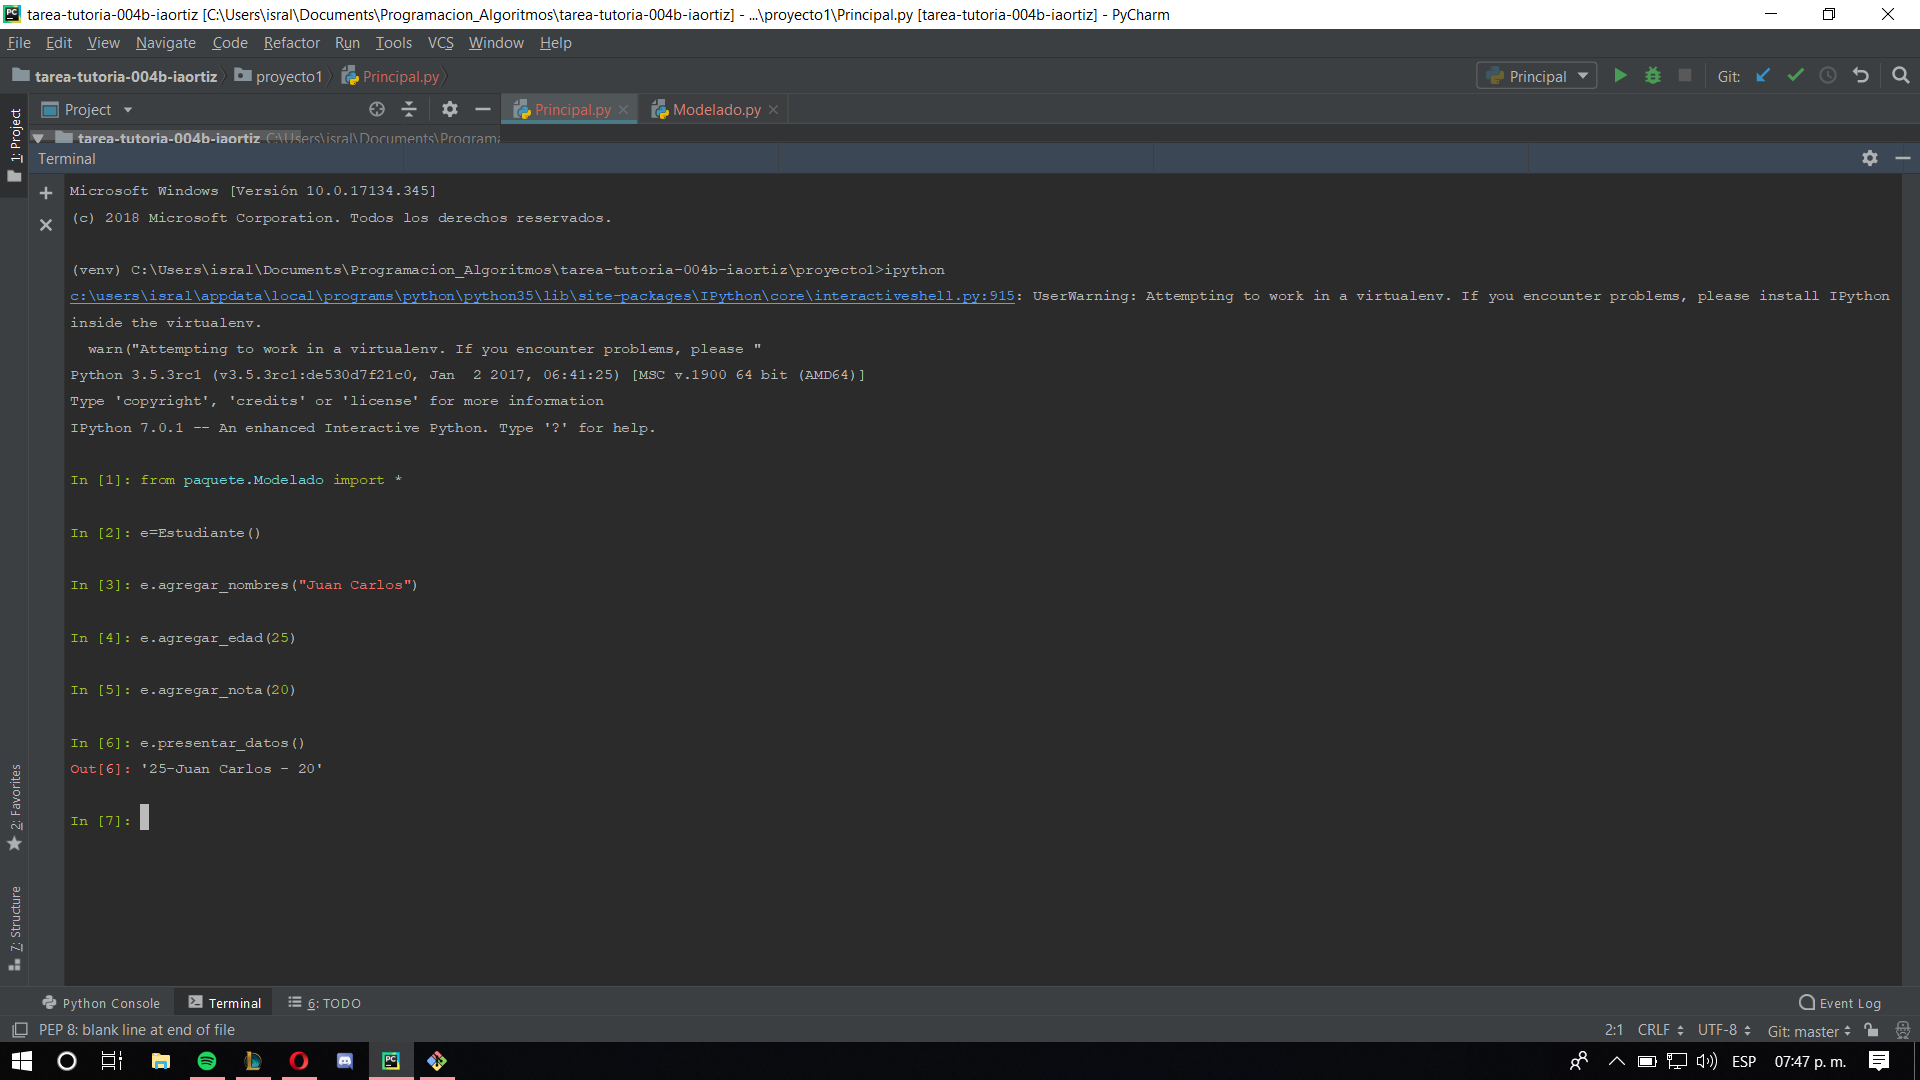 tarea-tutoria-004b-iaortiz [C:\Users\isral\Documents\Programacion_Algoritmos\tarea-tutoria-004b-iaortiz] - ...\proyecto1\Principal.py [tarea-tutoria-004b-iaortiz] - PyCharm
File Edit View Navigate Code Refactor Run Tools VCS Window Help
tarea-tutoria-004b-iaortiz proyecto1 Principal.py Principal Git:
1: Project
Project Principal.py Modelado.py
tarea-tutoria-004b-iaortiz C:\Users\isral\Documents\Programa
Terminal
Microsoft Windows [Versión 10.0.17134.345]
(c) 2018 Microsoft Corporation. Todos los derechos reservados.
(venv) C:\Users\isral\Documents\Programacion_Algoritmos\tarea-tutoria-004b-iaortiz\proyecto1>ipython
c:\users\isral\appdata\local\programs\python\python35\lib\site-packages\IPython\core\interactiveshell.py:915: UserWarning: Attempting to work in a virtualenv. If you encounter problems, please install IPython
inside the virtualenv.
warn("Attempting to work in a virtualenv. If you encounter problems, please "
Python 3.5.3rc1 (v3.5.3rc1:de530d7f21c0, Jan  2 2017, 06:41:25) [MSC v.1900 64 bit (AMD64)]
Type 'copyright', 'credits' or 'license' for more information
IPython 7.0.1 -- An enhanced Interactive Python. Type '?' for help.
In [1]: from paquete.Modelado import *
In [2]: e=Estudiante()
In [3]: e.agregar_nombres("Juan Carlos")
In [4]: e.agregar_edad(25)
In [5]: e.agregar_nota(20)
In [6]: e.presentar_datos()
Out[6]: '25-Juan Carlos - 20'
In [7]:
2: Favorites
7: Structure
Python Console Terminal 6: TODO Event Log
PEP 8: blank line at end of file 2:1 CRLF UTF-8 Git: master
ESP 07:47 p. m.